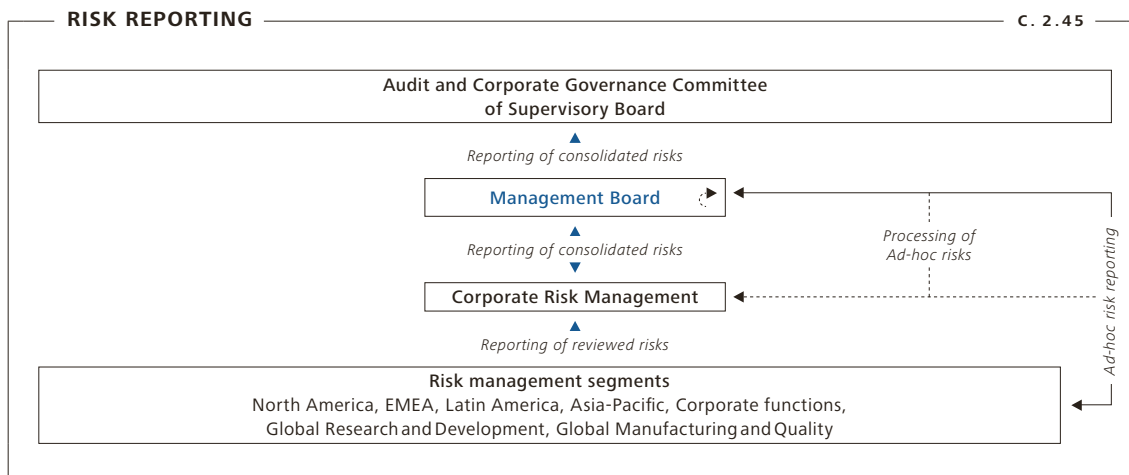 RISK REPORTING
C. 2.45
Audit and Corporate Governance Committee
of Supervisory Board
Reporting of consolidated risks
Management Board
Reporting of consolidated risks
Processing of
Ad-hoc risks
Ad-hoc risk reporting
Corporate Risk Management
Reporting of reviewed risks
Risk management segments
North America, EMEA, Latin America, Asia-Pacific, Corporate functions,
Global Research and Development, Global Manufacturing and Quality